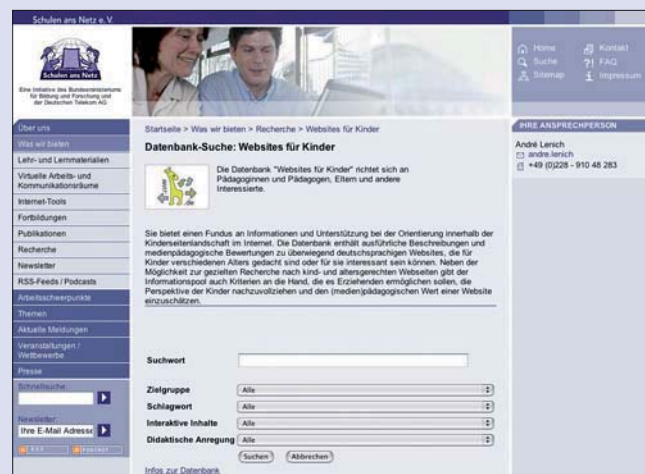 Schulen ans Netz e. V.
Schulen ans Netz
Eine Initiative des Bundesministeriums
für Bildung und Forschung und
der Deutschen Telekom AG
Home
Kontakt
Suche
?! FAQ
Sitemap
Impressum
Über uns
Was wir bieten
Lehr- und Lernmaterialien
Virtuelle Arbeits- und
Kommunikationsräume
Internet-Tools
Fortbildungen
Publikationen
Recherche
Newsletter
RSS-Feeds / Podcasts
Arbeitsschwerpunkte
Themen
Aktuelle Meldungen
Veranstaltungen /
Wettbewerbe
Presse
Schnellsuche:
Newsletter:
Ihre E-Mail Adresse
RSS
PODCAST
Startseite > Was wir bieten > Recherche > Websites für Kinder
Datenbank-Suche: Websites für Kinder
Die Datenbank "Websites für Kinder" richtet sich an
Pädagoginnen und Pädagogen, Eltern und andere
Interessierte.
Sie bietet einen Fundus an Informationen und Unterstützung bei der Orientierung innerhalb der
Kinderseitenlandschaft im Internet. Die Datenbank enthält ausführliche Beschreibungen und
medienpädagogische Bewertungen zu überwiegend deutschsprachigen Websites, die für
Kinder verschiedenen Alters gedacht sind oder für sie interessant sein können. Neben der
Möglichkeit zur gezielten Recherche nach kind- und altersgerechten Webseiten gibt der
Informationspool auch Kriterien an die Hand, die es Erziehenden ermöglichen sollen, die
Perspektive der Kinder nachzuvollziehen und den (medien)pädagogischen Wert einer Website
einzuschätzen.
Suchwort
Zielgruppe Alle
Schlagwort Alle
Interaktive Inhalte Alle
Didaktische Anregung Alle
Suchen Abbrechen
Infos zur Datenbank
IHRE ANSPRECHPERSON
André Lenich
andre.lenich
+49 (0)228 - 910 48 283